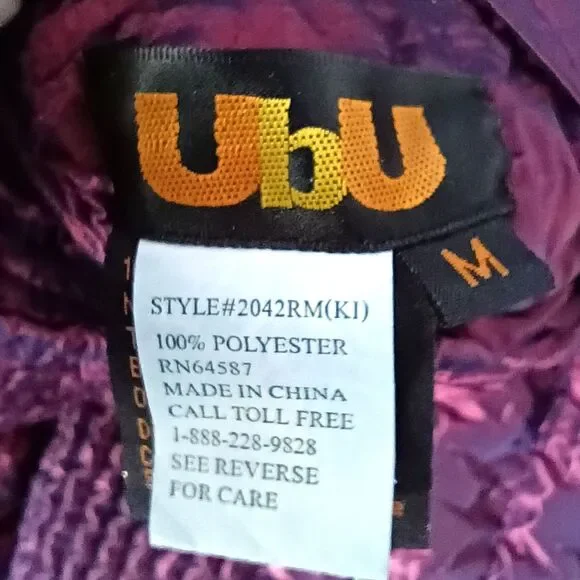 UbU
M
STYLE#2042RM(KI)
100% POLYESTER
RN64587
MADE IN CHINA
CALL TOLL FREE
1-888-228-9828
SEE REVERSE
FOR CARE